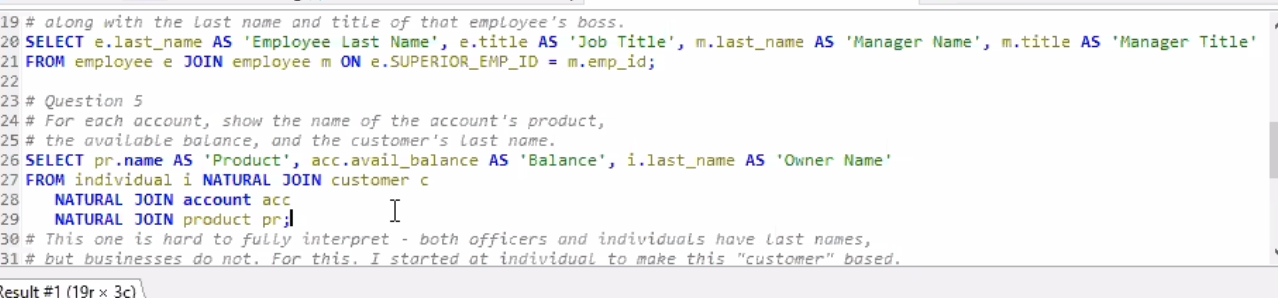 19 # along with the last name and title of that employee's boss.
20 SELECT e.last_name AS 'Employee Last Name', e.title AS 'Job Title', m.last_name AS 'Manager Name', m.title AS 'Manager Title'
21 FROM employee e JOIN employee m ON e.SUPERIOR_EMP_ID = m.emp_id;
22
23 # Question 5
24 # For each account, show the name of the account's product,
25 # the available balance, and the customer's last name.
26 SELECT pr.name AS 'Product', acc.avail_balance AS 'Balance', i.last_name AS 'Owner Name'
27 FROM individual i NATURAL JOIN customer c
28 NATURAL JOIN account acc
29 NATURAL JOIN product pr;
30 # This one is hard to fully interpret - both officers and individuals have last names,
31 # but businesses do not. For this. I started at individual to make this "customer" based.
Result #1 (19r × 3c)